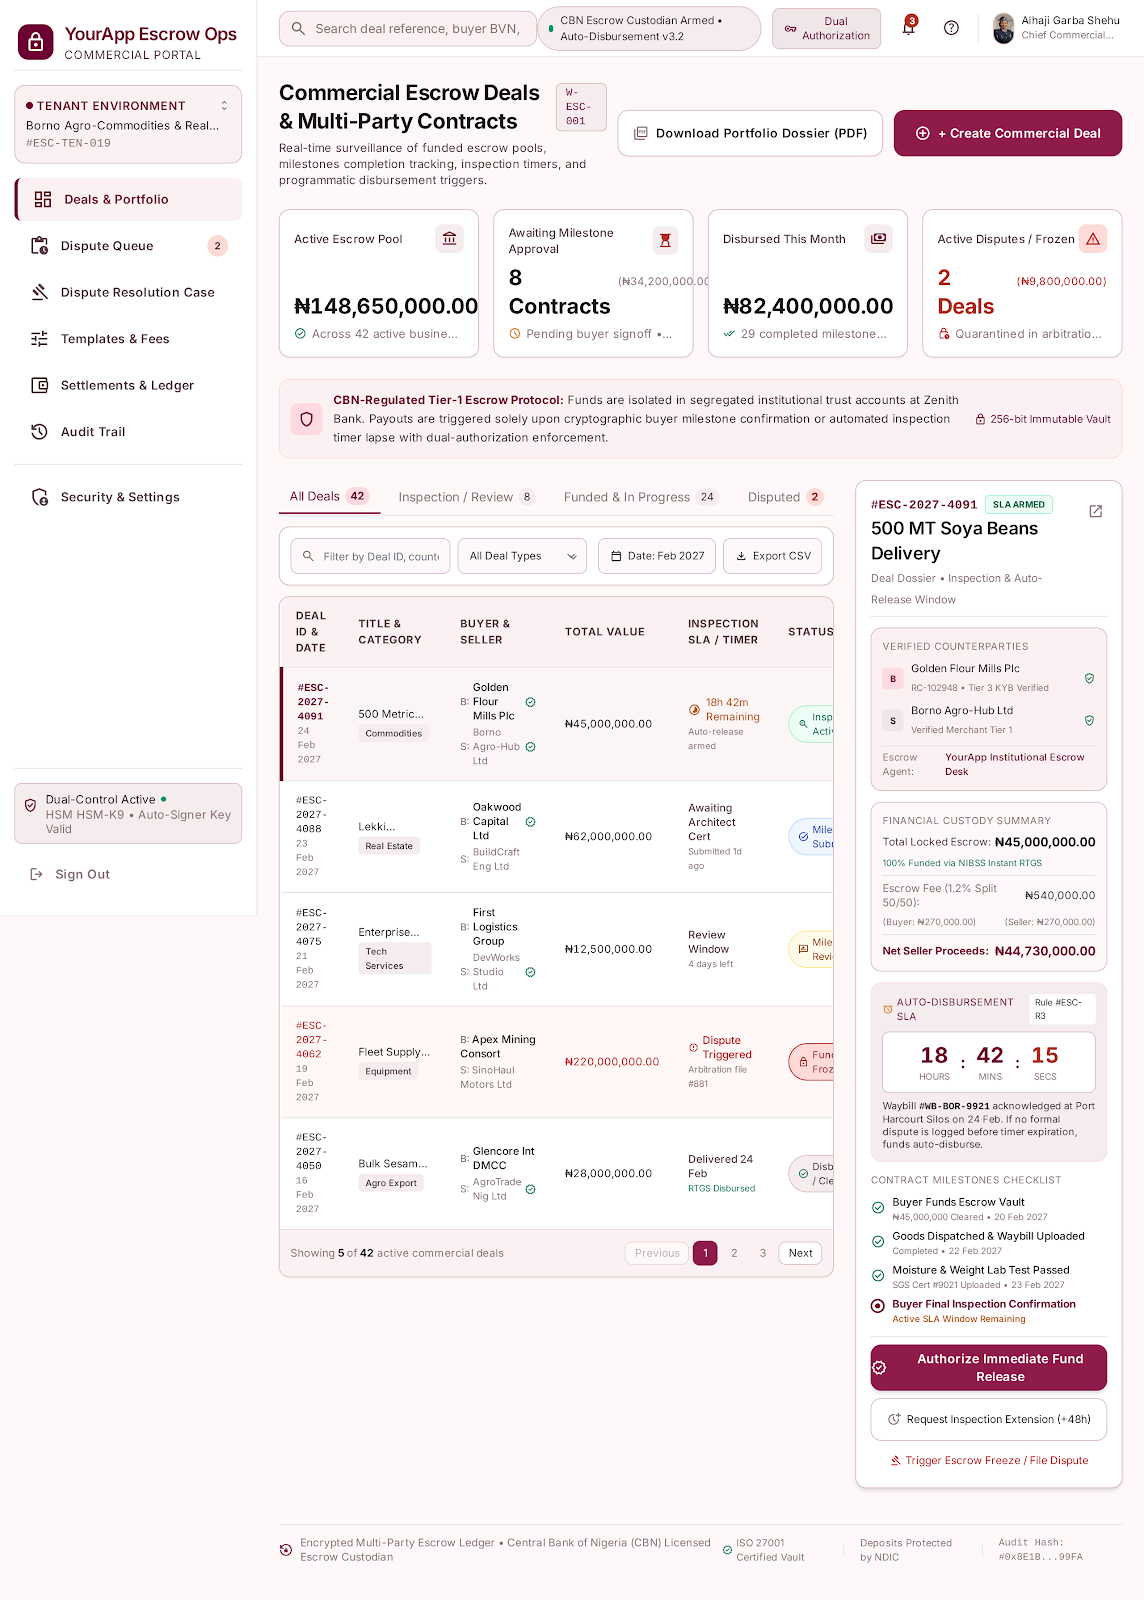 YourApp Escrow Ops
COMMERCIAL PORTAL
TENANT ENVIRONMENT
Borno Agro-Commodities & Real...
#ESC-TEN-019
Deals & Portfolio
Dispute Queue
2
Dispute Resolution Case
Templates & Fees
Settlements & Ledger
Audit Trail
Security & Settings
Dual-Control Active
HSM HSM-K9 • Auto-Signer Key
Valid
Sign Out
Search deal reference, buyer BVN,
CBN Escrow Custodian Armed •
Auto-Disbursement v3.2
Dual
Authorization
3
Alhaji Garba Shehu
Chief Commercial...
Commercial Escrow Deals
& Multi-Party Contracts
W-
ESC-
001
Real-time surveillance of funded escrow pools,
milestones completion tracking, inspection timers, and
programmatic disbursement triggers.
Download Portfolio Dossier (PDF)
+ Create Commercial Deal
Active Escrow Pool
₦148,650,000.00
Across 42 active busine...
Awaiting Milestone
Approval
8
Contracts
(₦34,200,000.00
Pending buyer signoff •...
Disbursed This Month
₦82,400,000.00
29 completed milestone...
Active Disputes / Frozen
2
Deals
(₦9,800,000.00)
Quarantined in arbitratio...
CBN-Regulated Tier-1 Escrow Protocol: Funds are isolated in segregated institutional trust accounts at Zenith
Bank. Payouts are triggered solely upon cryptographic buyer milestone confirmation or automated inspection
timer lapse with dual-authorization enforcement.
256-bit Immutable Vault
All Deals 42
Inspection / Review 8
Funded & In Progress 24
Disputed 2
Filter by Deal ID, counte
All Deal Types
Date: Feb 2027
Export CSV
DEAL
ID &
DATE
TITLE &
CATEGORY
BUYER &
SELLER
TOTAL VALUE
INSPECTION
SLA / TIMER
STATUS
#ESC-
2027-
4091
24
Feb
2027
500 Metric...
Commodities
B: Golden
Flour
Mills Plc
S: Borno
Agro-Hub
Ltd
₦45,000,000.00
18h 42m
Remaining
Auto-release
armed
Insp
Activ
#ESC-
2027-
4088
23
Feb
2027
Lekki...
Real Estate
B: Oakwood
Capital
Ltd
S: BuildCraft
Eng Ltd
₦62,000,000.00
Awaiting
Architect
Cert
Submitted 1d
ago
Mile
Subm
#ESC-
2027-
4075
21
Feb
2027
Enterprise...
Tech
Services
B: First
Logistics
Group
S: DevWorks
Studio
Ltd
₦12,500,000.00
Review
Window
4 days left
Mile
Revi
#ESC-
2027-
4062
19
Feb
2027
Fleet Supply...
Equipment
B: Apex Mining
Consort
S: SinoHaul
Motors Ltd
₦220,000,000.00
Dispute
Triggered
Arbitration file
#881
Fun
Froz
#ESC-
2027-
4050
16
Feb
2027
Bulk Sesam...
Agro Export
B: Glencore Int
DMCC
S: AgroTrade
Nig Ltd
₦28,000,000.00
Delivered 24
Feb
RTGS Disbursed
Disb
/ Cle
Showing 5 of 42 active commercial deals
Previous
1
2
3
Next
#ESC-2027-4091
SLA ARMED
500 MT Soya Beans
Delivery
Deal Dossier • Inspection & Auto-
Release Window
VERIFIED COUNTERPARTIES
B
Golden Flour Mills Plc
RC-102948 • Tier 3 KYB Verified
S
Borno Agro-Hub Ltd
Verified Merchant Tier 1
Escrow
Agent:
YourApp Institutional Escrow
Desk
FINANCIAL CUSTODY SUMMARY
Total Locked Escrow: ₦45,000,000.00
100% Funded via NIBSS Instant RTGS
Escrow Fee (1.2% Split
50/50):
₦540,000.00
(Buyer: ₦270,000.00)
(Seller: ₦270,000.00)
Net Seller Proceeds: ₦44,730,000.00
AUTO-DISBURSEMENT
SLA
Rule #ESC-
R3
18 : 42 : 15
HOURS MINS SECS
Waybill #WB-BOR-9921 acknowledged at Port
Harcourt Silos on 24 Feb. If no formal
dispute is logged before timer expiration,
funds auto-disburse.
CONTRACT MILESTONES CHECKLIST
Buyer Funds Escrow Vault
₦45,000,000 Cleared • 20 Feb 2027
Goods Dispatched & Waybill Uploaded
Completed • 22 Feb 2027
Moisture & Weight Lab Test Passed
SGS Cert #9021 Uploaded • 23 Feb 2027
Buyer Final Inspection Confirmation
Active SLA Window Remaining
Authorize Immediate Fund
Release
Request Inspection Extension (+48h)
Trigger Escrow Freeze / File Dispute
Encrypted Multi-Party Escrow Ledger • Central Bank of Nigeria (CBN) Licensed
Escrow Custodian
ISO 27001
Certified Vault
Deposits Protected
by NDIC
Audit Hash:
#0x8E1B...99FA